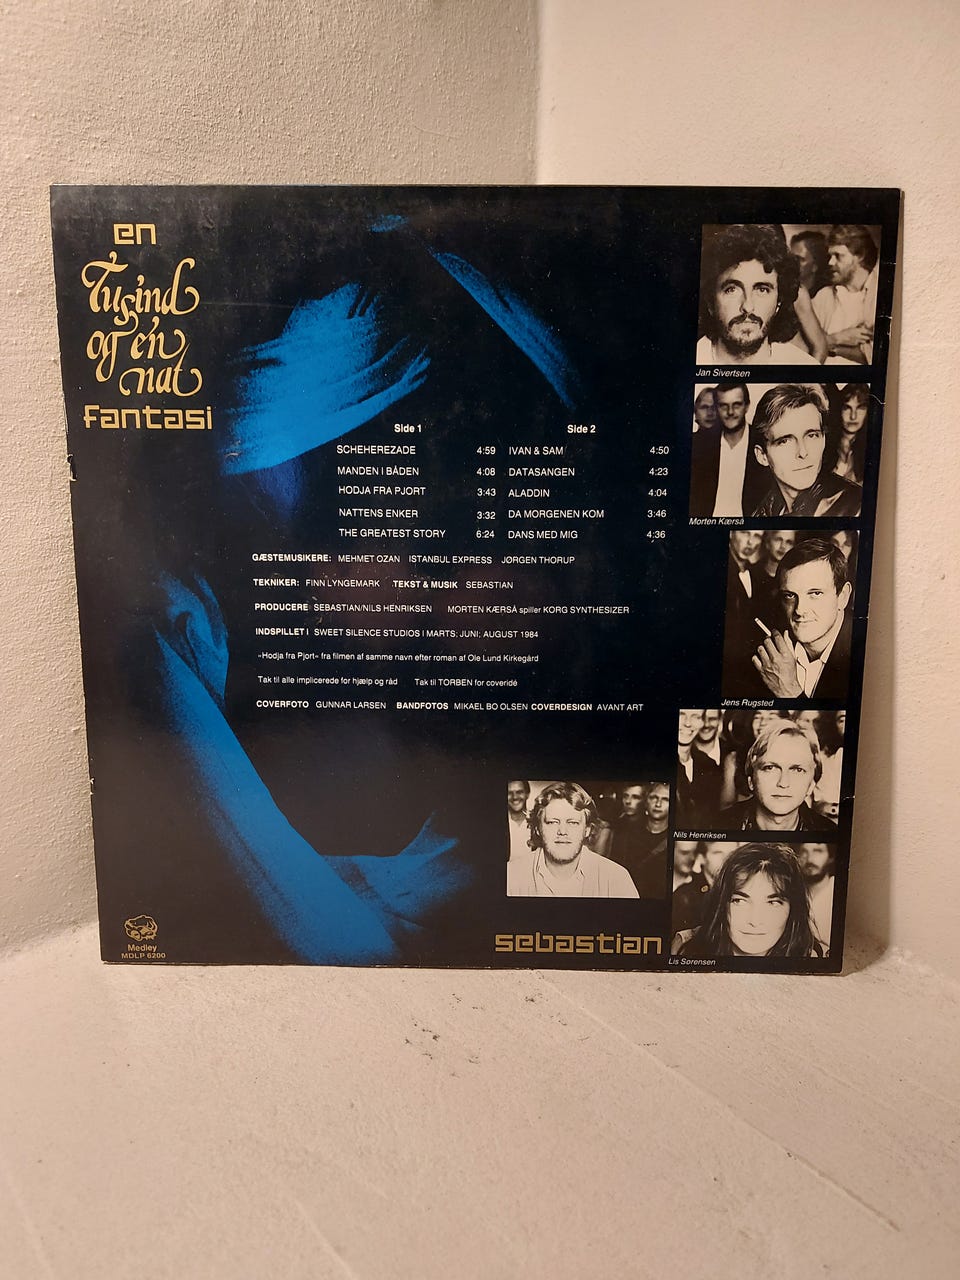 en
Tusind
og én
nat
fantasi
Side 1
SCHEHEREZADE 4:59
MANDEN I BÅDEN 4:08
HODJA FRA PJORT 3:43
NATTENS ENKER 3:32
THE GREATEST STORY 6:24
Side 2
IVAN & SAM 4:50
DATASANGEN 4:23
ALADDIN 4:04
DA MORGENEN KOM 3:46
DANS MED MIG 4:36
GÆSTEMUSIKERE: MEHMET OZAN ISTANBUL EXPRESS JØRGEN THORUP
TEKNIKER: FINN LYNGEMARK TEKST & MUSIK SEBASTIAN
PRODUCERE SEBASTIAN/NILS HENRIKSEN MORTEN KÆRSÅ spiller KORG SYNTHESIZER
INDSPILLET I SWEET SILENCE STUDIOS I MARTS; JUNI; AUGUST 1984
»Hodja fra Pjort« fra filmen af samme navn efter roman af Ole Lund Kirkegård
Tak til alle implicerede for hjælp og råd Tak til TORBEN for coveridé
COVERFOTO GUNNAR LARSEN BANDFOTOS MIKAEL BO OLSEN COVERDESIGN AVANT ART
Jan Sivertsen
Morten Kærså
Jens Rugsted
Nils Henriksen
Lis Sørensen
sebastian
Medley
MDLP 6200